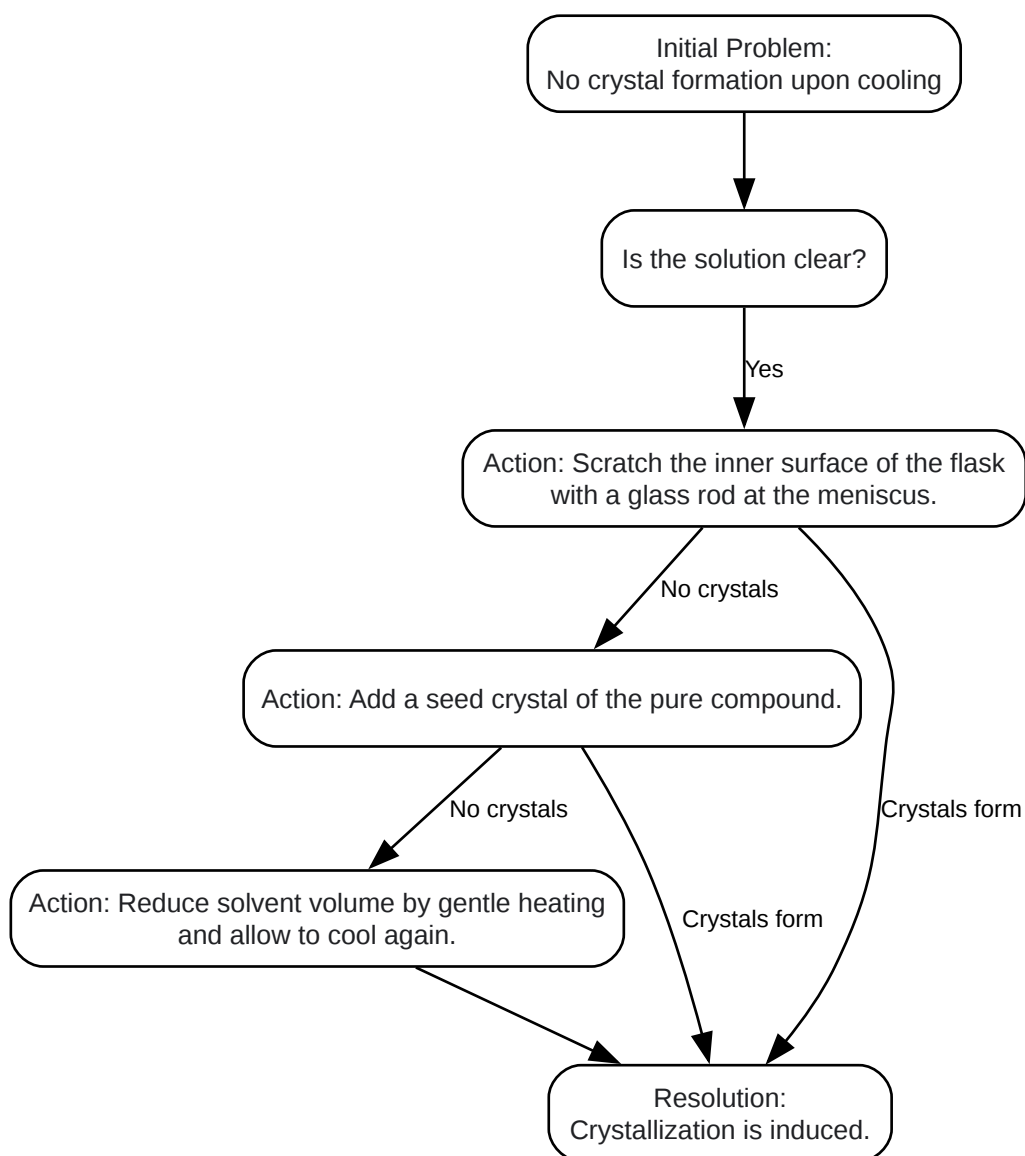 Initial Problem:
No crystal formation upon cooling
Is the solution clear?
Yes
Action: Scratch the inner surface of the flask
with a glass rod at the meniscus.
No crystals
Action: Add a seed crystal of the pure compound.
No crystals
Crystals form
Action: Reduce solvent volume by gentle heating
and allow to cool again.
Crystals form
Resolution:
Crystallization is induced.